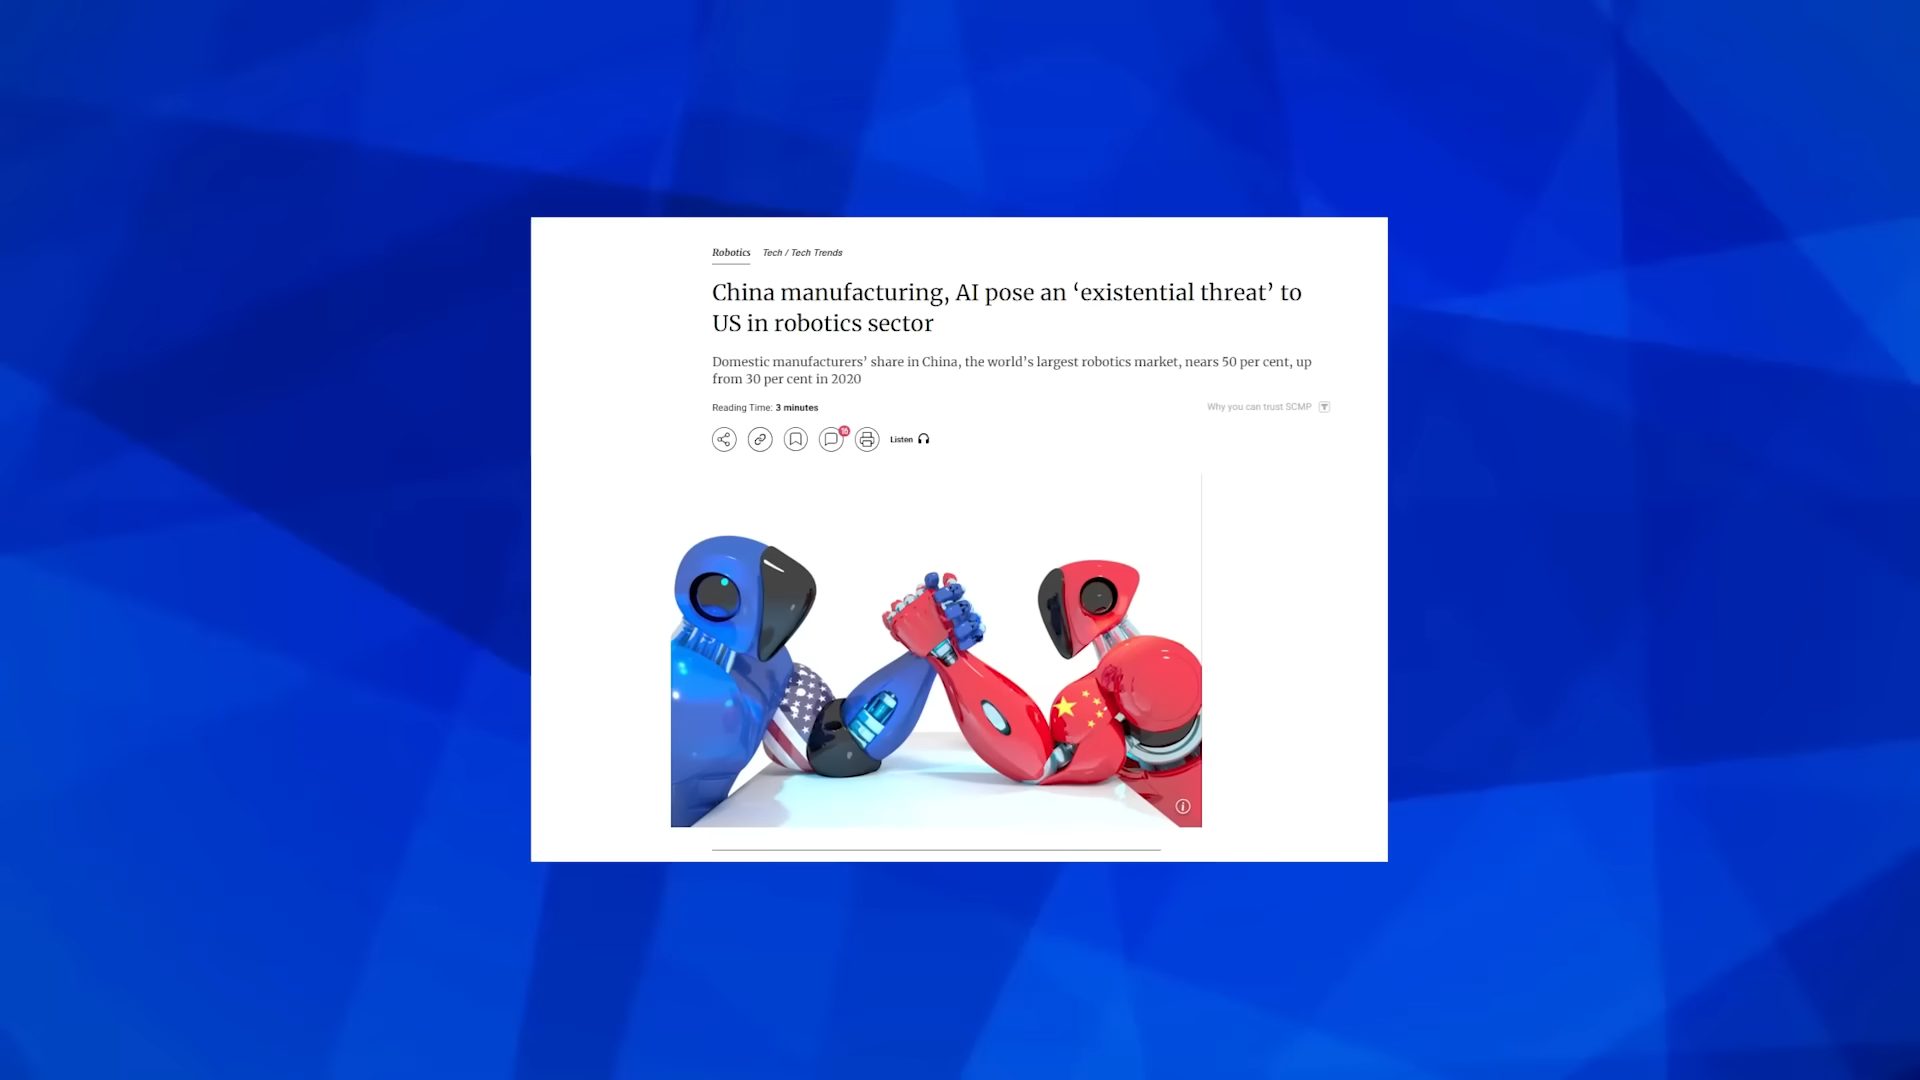 Robotics Tech / Tech Trends
China manufacturing, AI pose an ‘existential threat’ to
US in robotics sector
Domestic manufacturers’ share in China, the world’s largest robotics market, nears 50 per cent, up
from 30 per cent in 2020
Reading Time: 3 minutes
Why you can trust SCMP
16
Listen